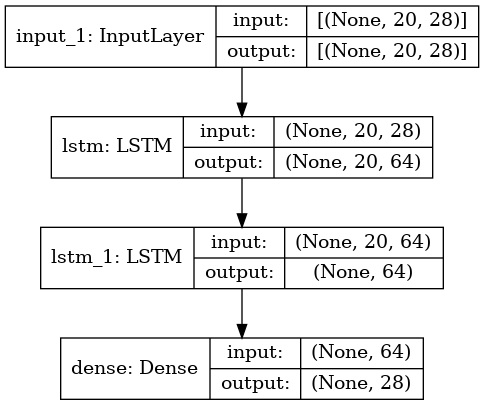 input_1: InputLayer
input:
[(None, 20, 28)]
output:
[(None, 20, 28)]
lstm: LSTM
input:
(None, 20, 28)
output:
(None, 20, 64)
lstm_1: LSTM
input:
(None, 20, 64)
output:
(None, 64)
dense: Dense
input:
(None, 64)
output:
(None, 28)